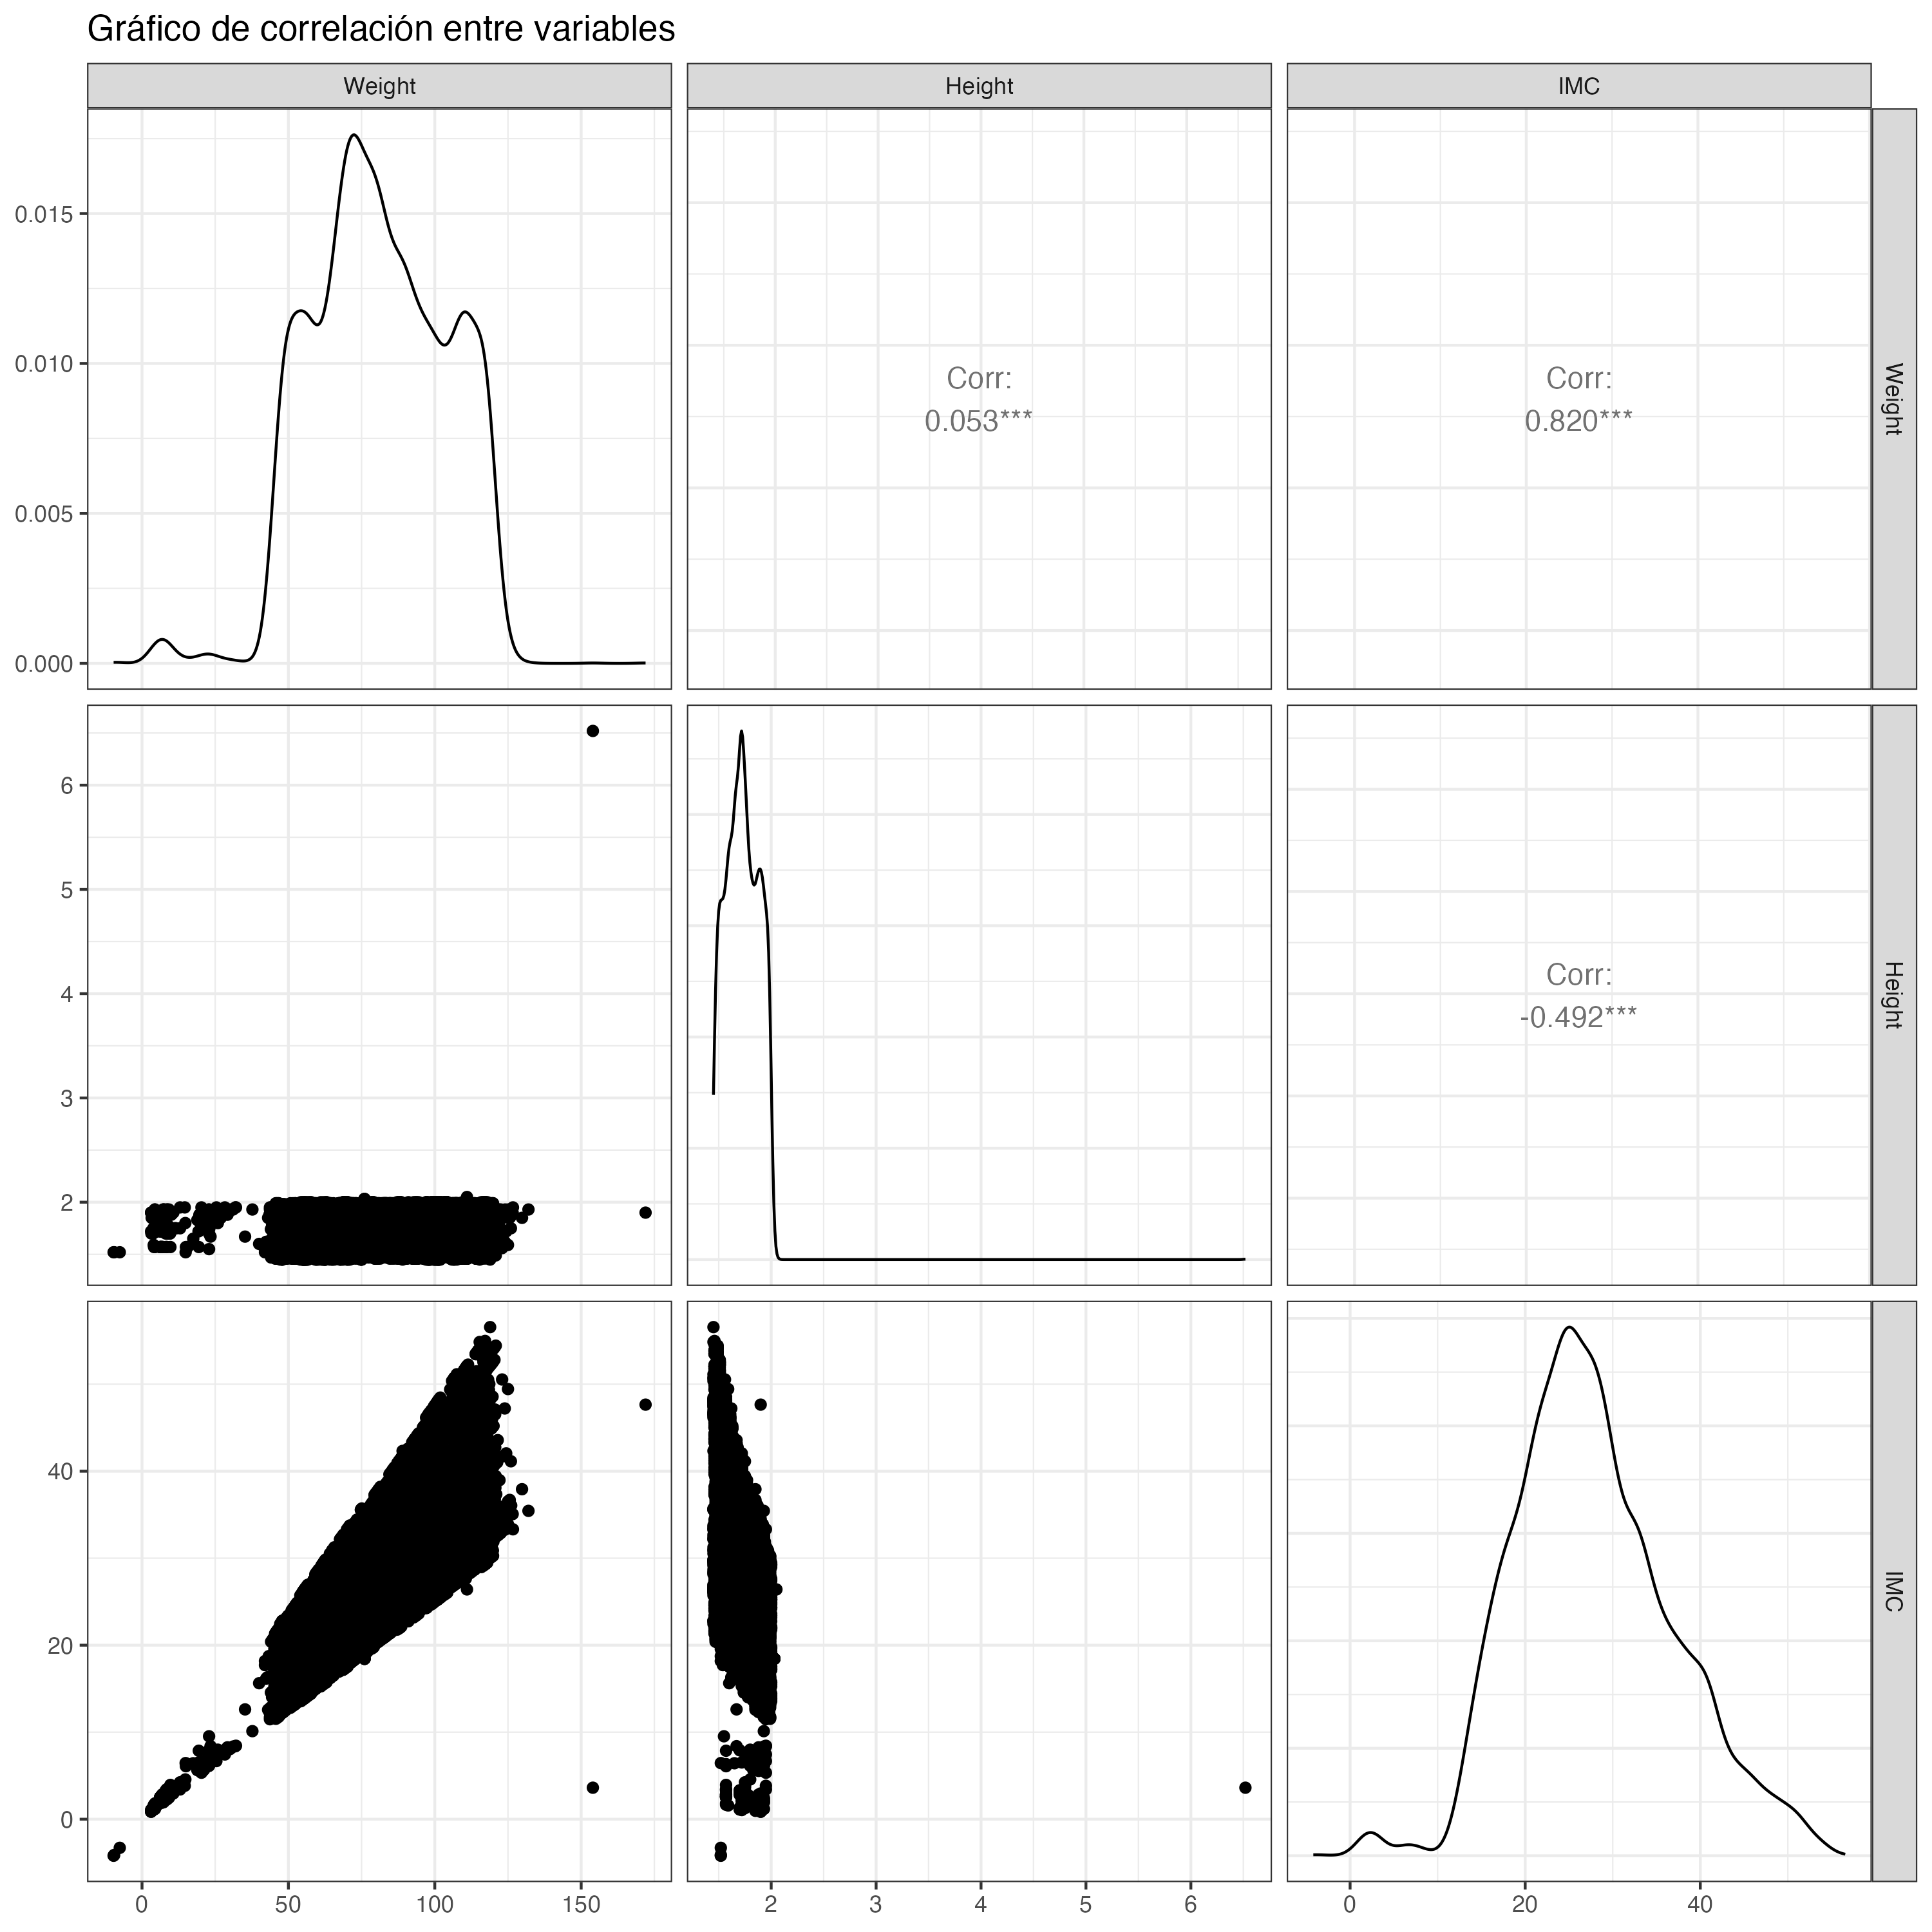 Gráfico de correlación entre variables
Weight
Height
IMC
0.015
0.010
0.005
0.000
Corr:
0.053***
Corr:
0.820***
Weight
6
5
4
3
2
Corr:
-0.492***
Height
40
20
0
IMC
0
50
100
150
2
3
4
5
6
0
20
40